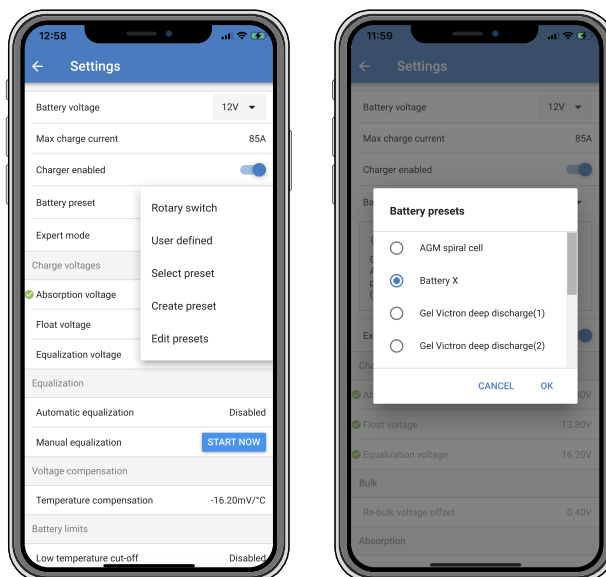 12:58
Settings
Battery voltage 12V
Max charge current 85A
Charger enabled
Battery preset
Expert mode
Rotary switch
User defined
Select preset
Create preset
Edit presets
Charge voltages
Absorption voltage
Float voltage
Equalization voltage
Equalization
Automatic equalization Disabled
Manual equalization START NOW
Voltage compensation
Temperature compensation -16.20mV/°C
Battery limits
Low temperature cut-off Disabled
11:59
Settings
Battery voltage 12V
Max charge current 85A
Charger enabled
Ba
Battery presets
AGM spiral cell
Battery X
Gel Victron deep discharge(1)
Gel Victron deep discharge(2)
CANCEL OK
Ex
Cha
Float voltage 13.80V
Equalization voltage 16.20V
Bulk
Re-bulk voltage offset 0.40V
Absorption